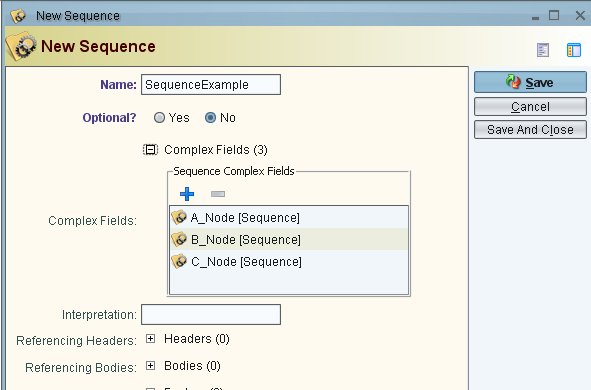 New Sequence
New Sequence
Name: SequenceExample
Save
Cancel
Save And Close
Optional? Yes No
Complex Fields (3)
Sequence Complex Fields
Complex Fields:
A_Node [Sequence]
B_Node [Sequence]
C_Node [Sequence]
Interpretation:
Referencing Headers: Headers (0)
Referencing Bodies: Bodies (0)